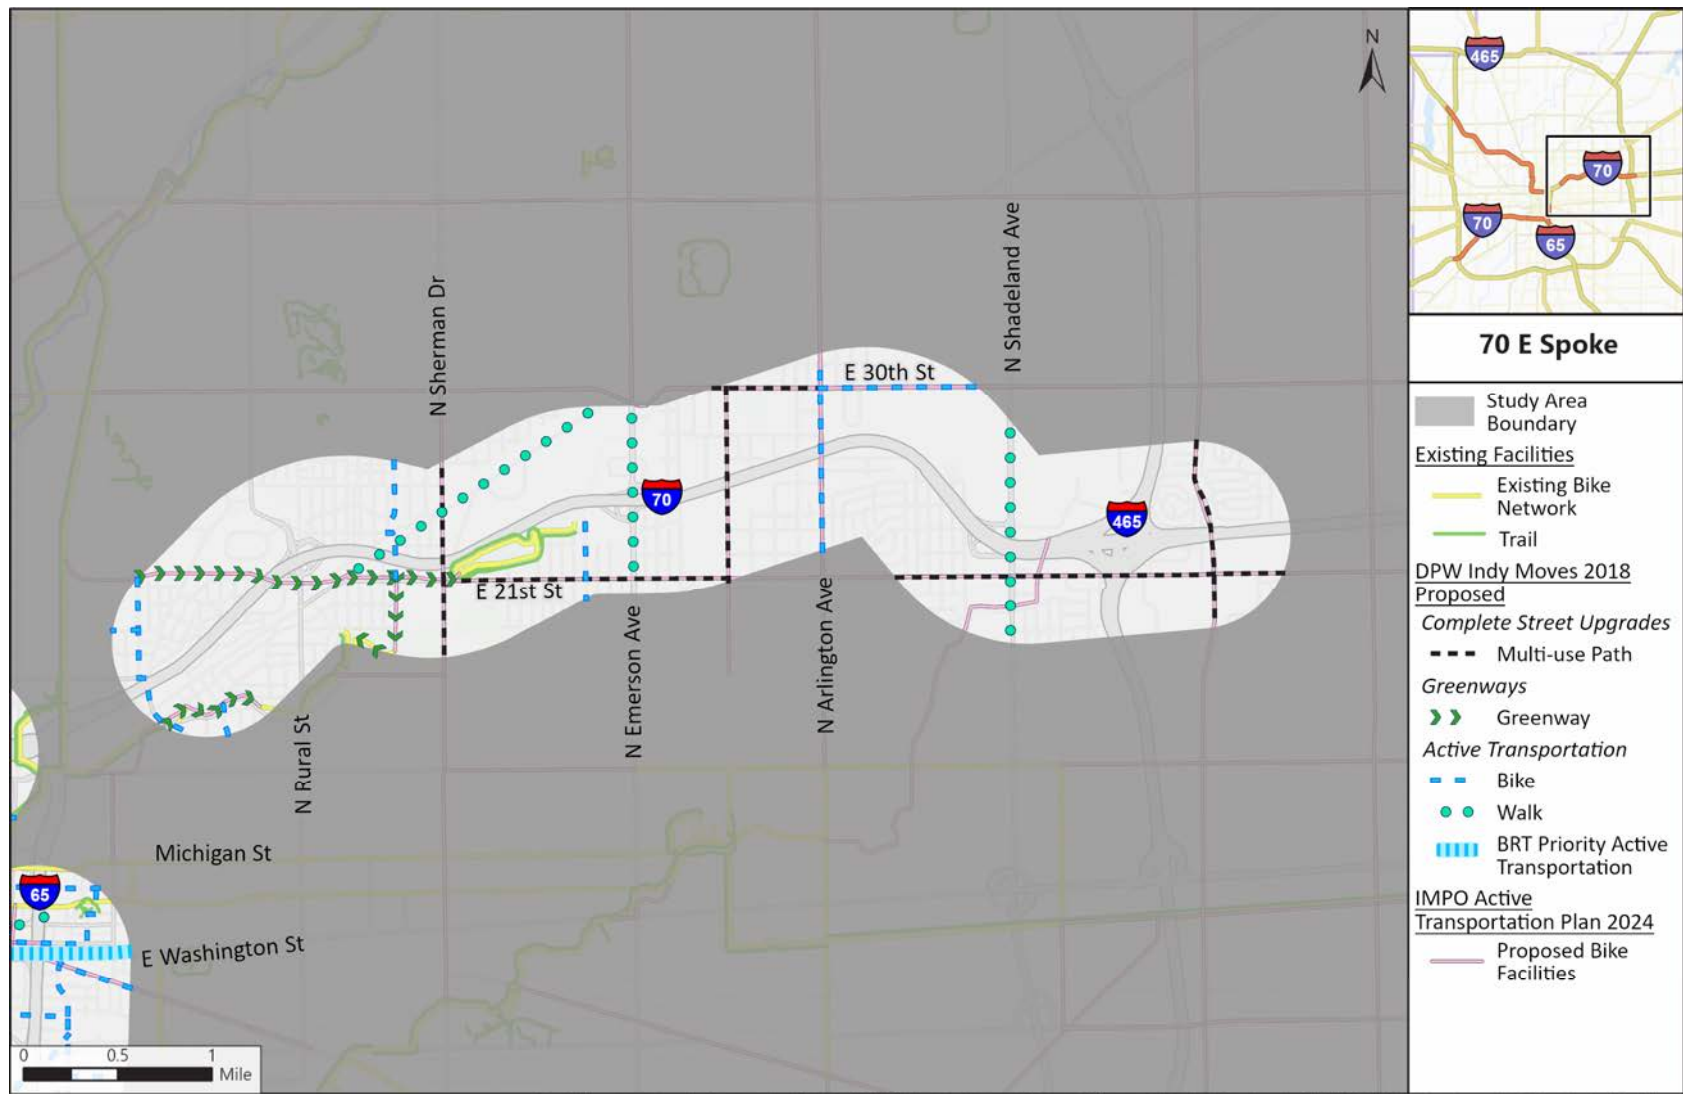 N
N Sherman Dr
N Shadeland Ave
E 30th St
70
465
E 21st St
N Rural St
N Emerson Ave
N Arlington Ave
Michigan St
65
E Washington St
0 0.5 1
Mile
465
70
70
65
70 E Spoke
Study Area
Boundary
Existing Facilities
Existing Bike
Network
Trail
DPW Indy Moves 2018
Proposed
Complete Street Upgrades
Multi-use Path
Greenways
Greenway
Active Transportation
Bike
Walk
BRT Priority Active
Transportation
IMPO Active
Transportation Plan 2024
Proposed Bike
Facilities